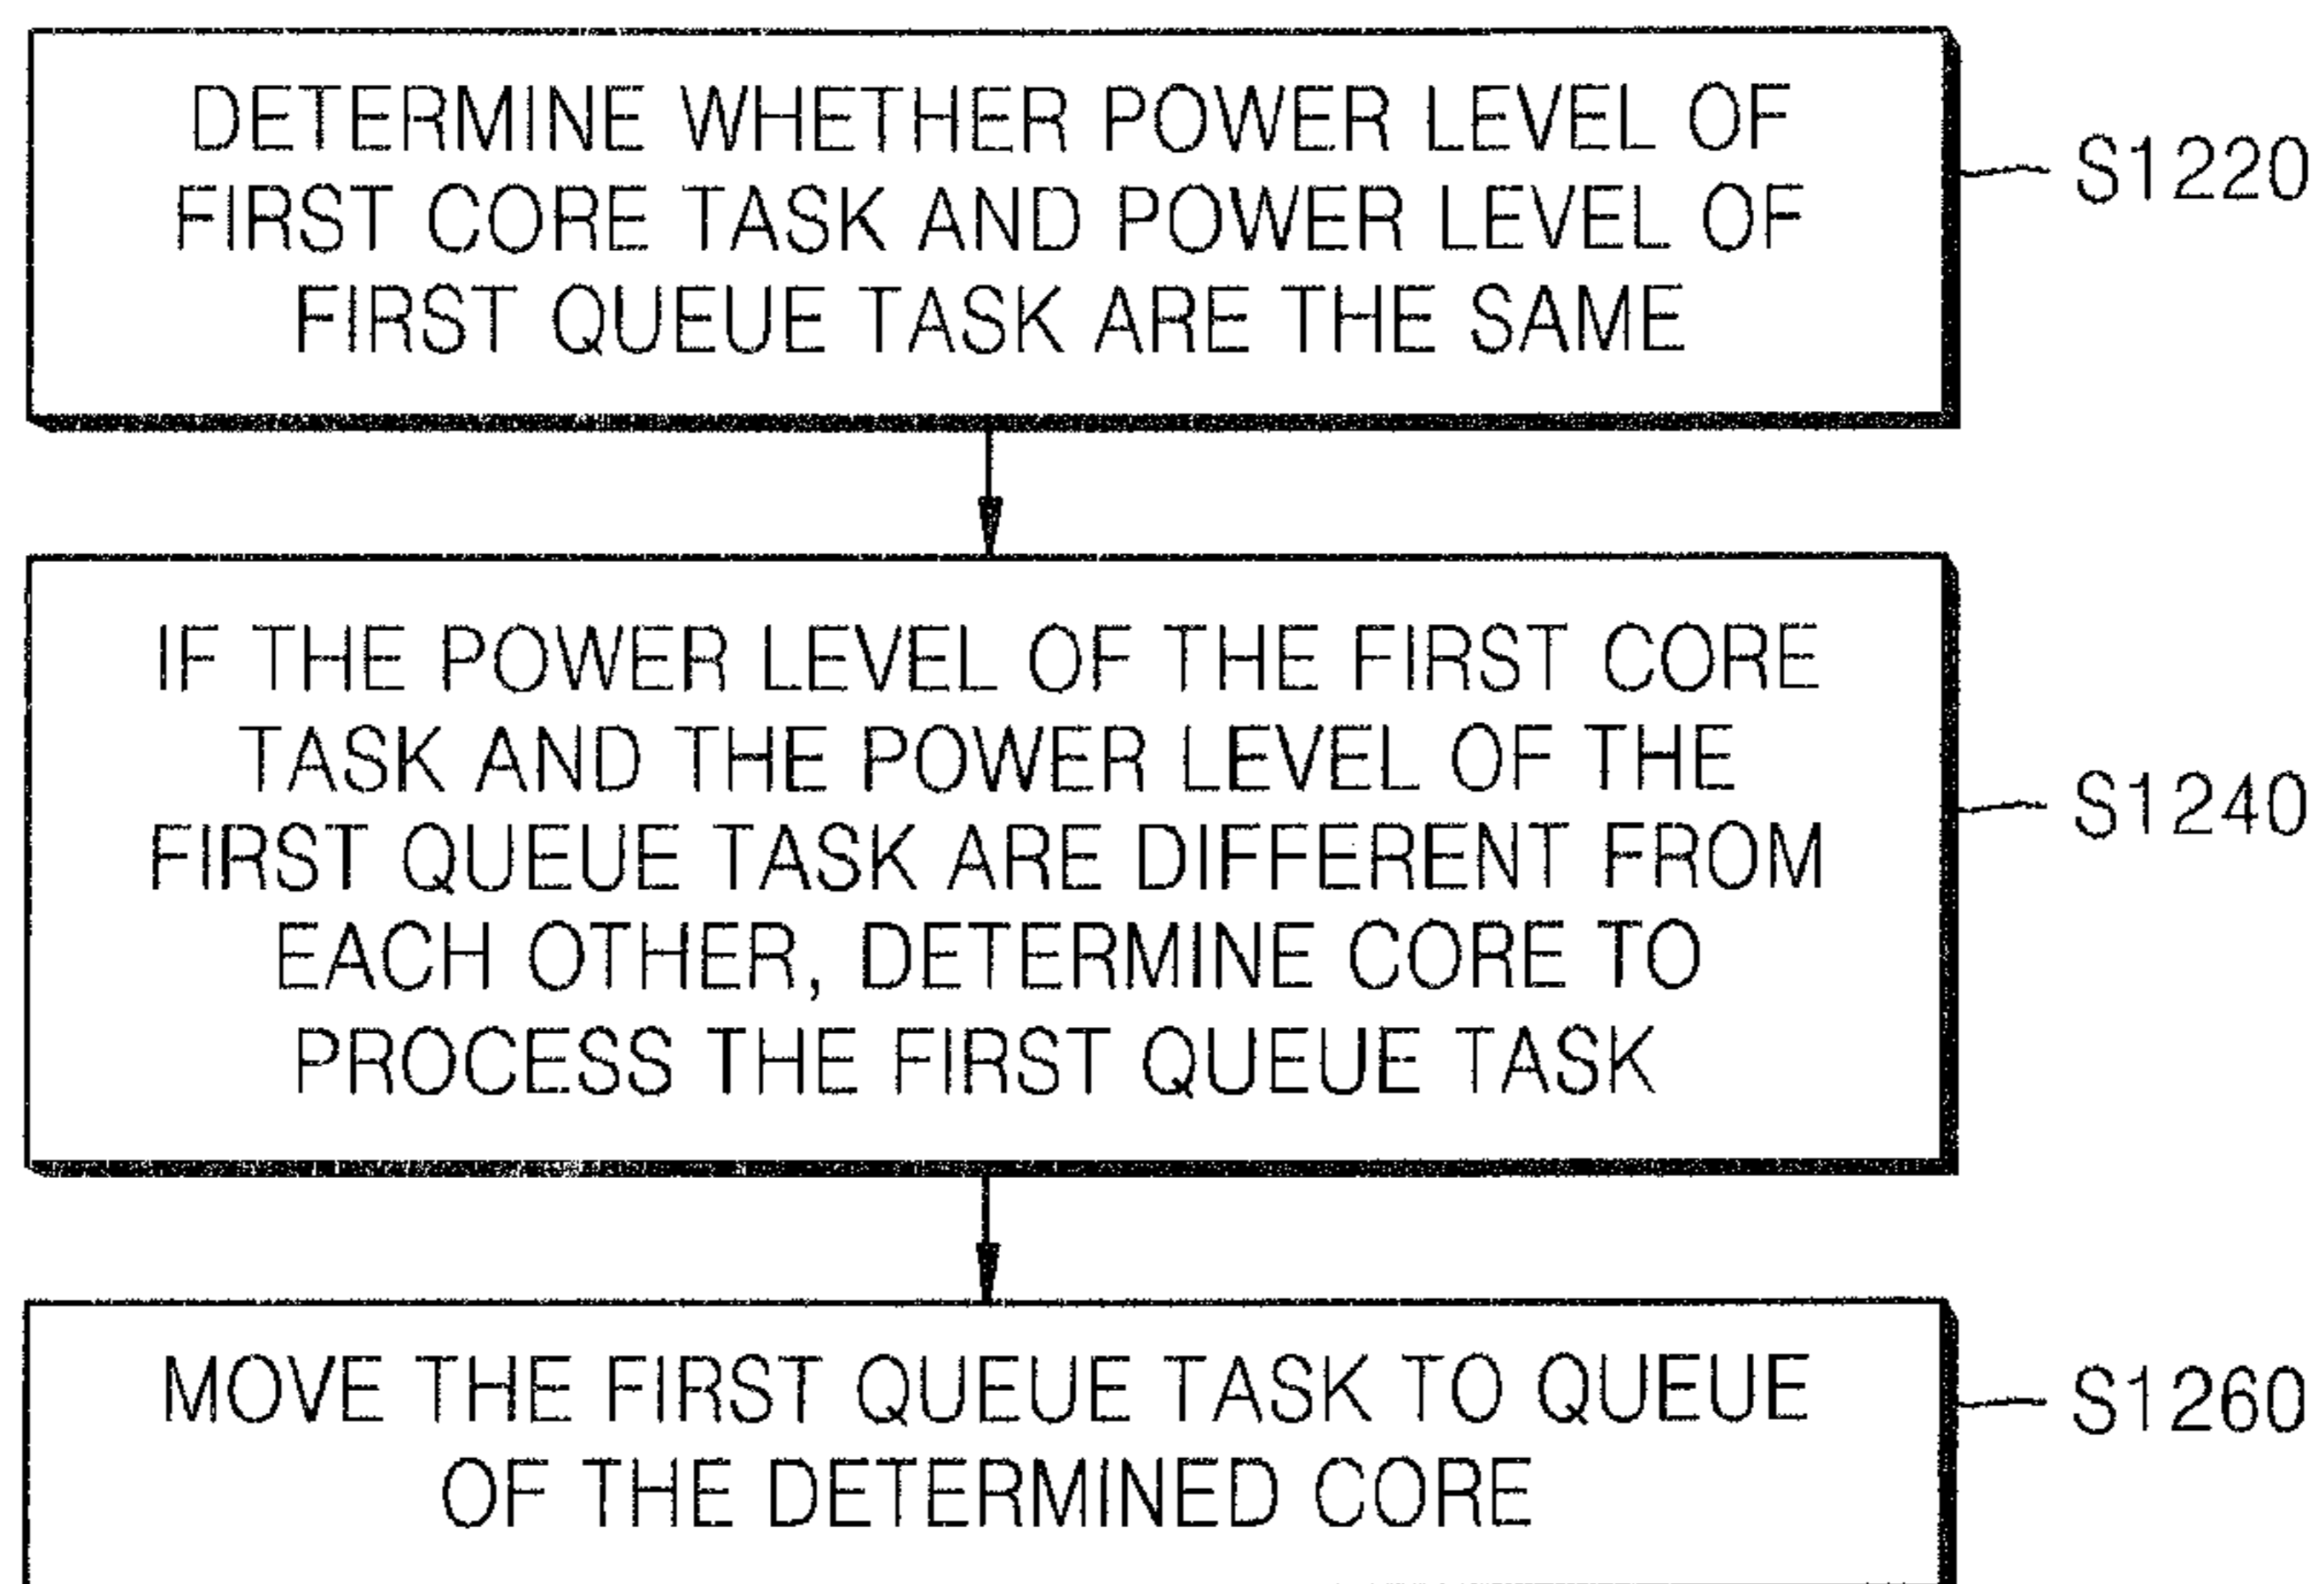 DETERMINE WHETHER POWER LEVEL OF
FIRST CORE TASK AND POWER LEVEL OF
FIRST QUEUE TASK ARE THE SAME
S1220
IF THE POWER LEVEL OF THE FIRST CORE
TASK AND THE POWER LEVEL OF THE
FIRST QUEUE TASK ARE DIFFERENT FROM
EACH OTHER, DETERMINE CORE TO
PROCESS THE FIRST QUEUE TASK
S1240
MOVE THE FIRST QUEUE TASK TO QUEUE
OF THE DETERMINED CORE
S1260